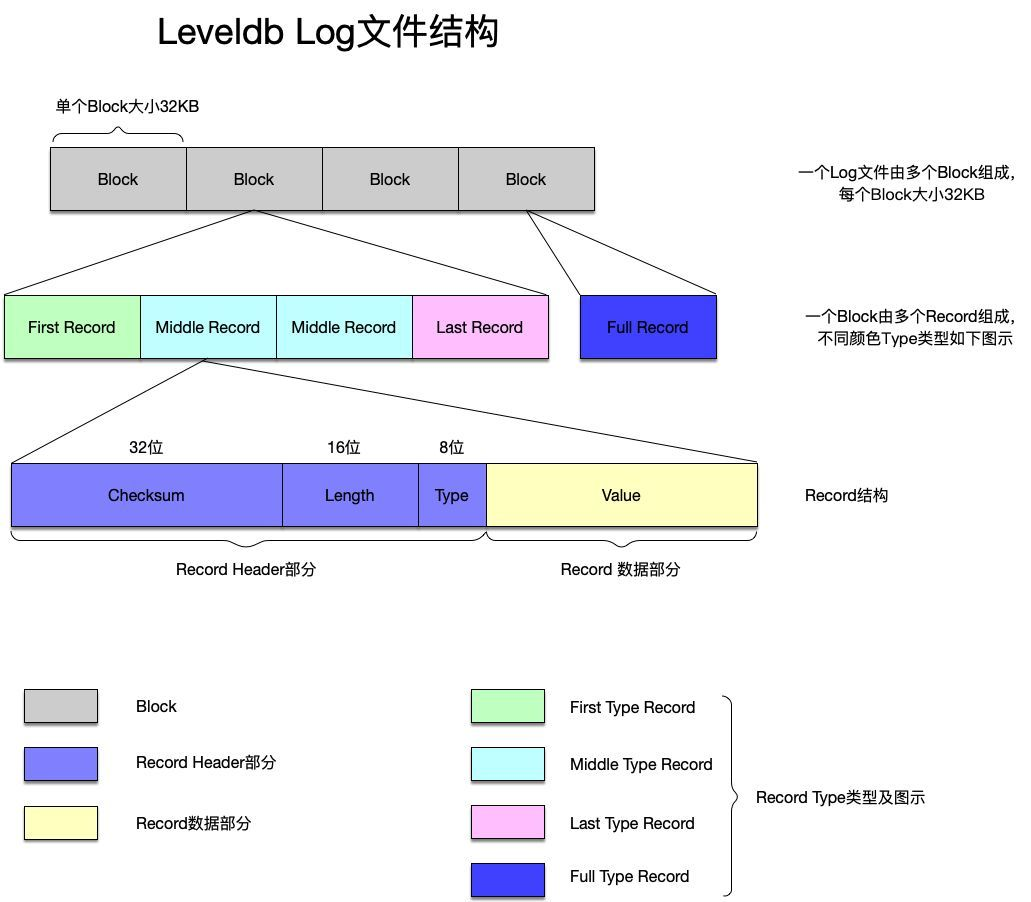 Leveldb Log文件结构
单个Block大小32KB
Block
Block
Block
Block
一个Log文件由多个Block组成,
每个Block大小32KB
First Record
Middle Record
Middle Record
Last Record
Full Record
一个Block由多个Record组成,
不同颜色Type类型如下图示
32位
16位
8位
Checksum
Length
Type
Value
Record结构
Record Header部分
Record 数据部分
Block
Record Header部分
Record数据部分
First Type Record
Middle Type Record
Last Type Record
Full Type Record
Record Type类型及图示